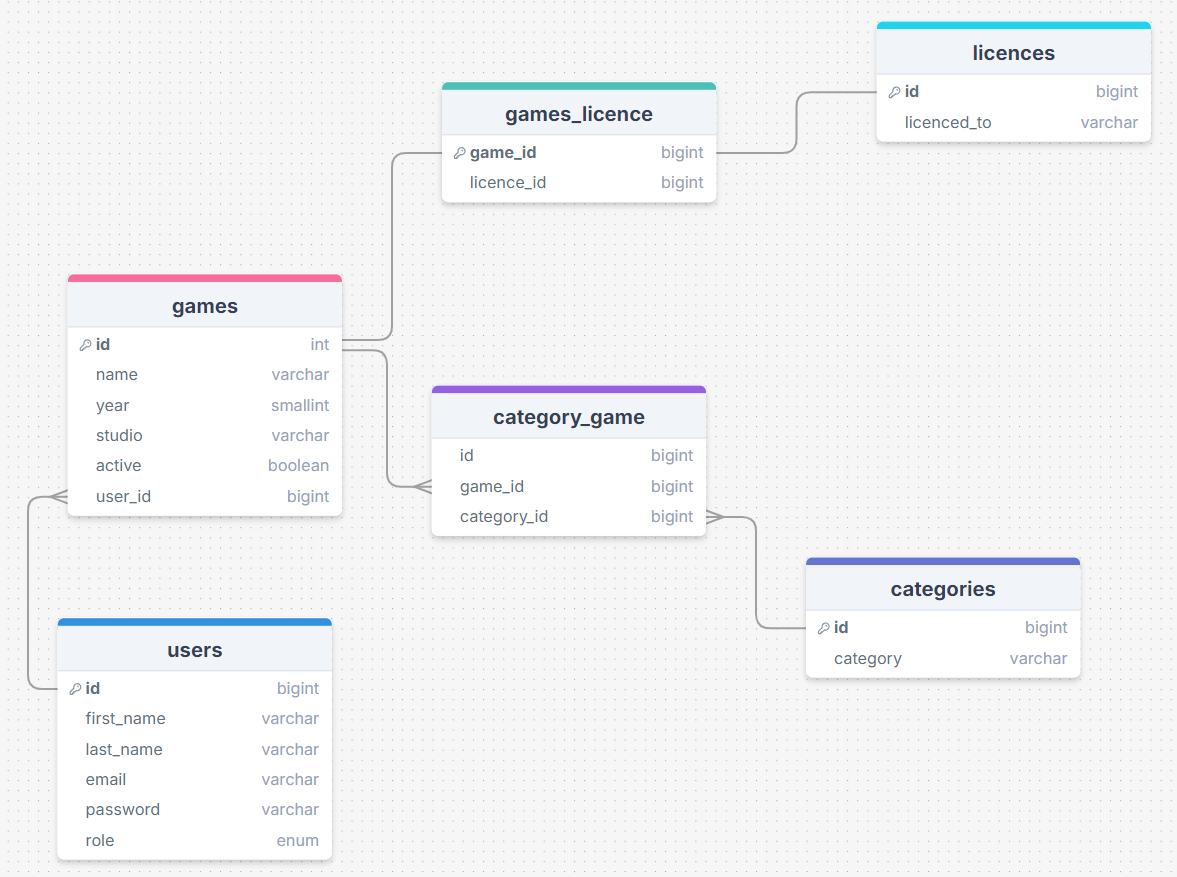 licences
id bigint
licenced_to varchar
games_licence
game_id bigint
licence_id bigint
games
id int
name varchar
year smallint
studio varchar
active boolean
user_id bigint
category_game
id bigint
game_id bigint
category_id bigint
categories
id bigint
category varchar
users
id bigint
first_name varchar
last_name varchar
email varchar
password varchar
role enum